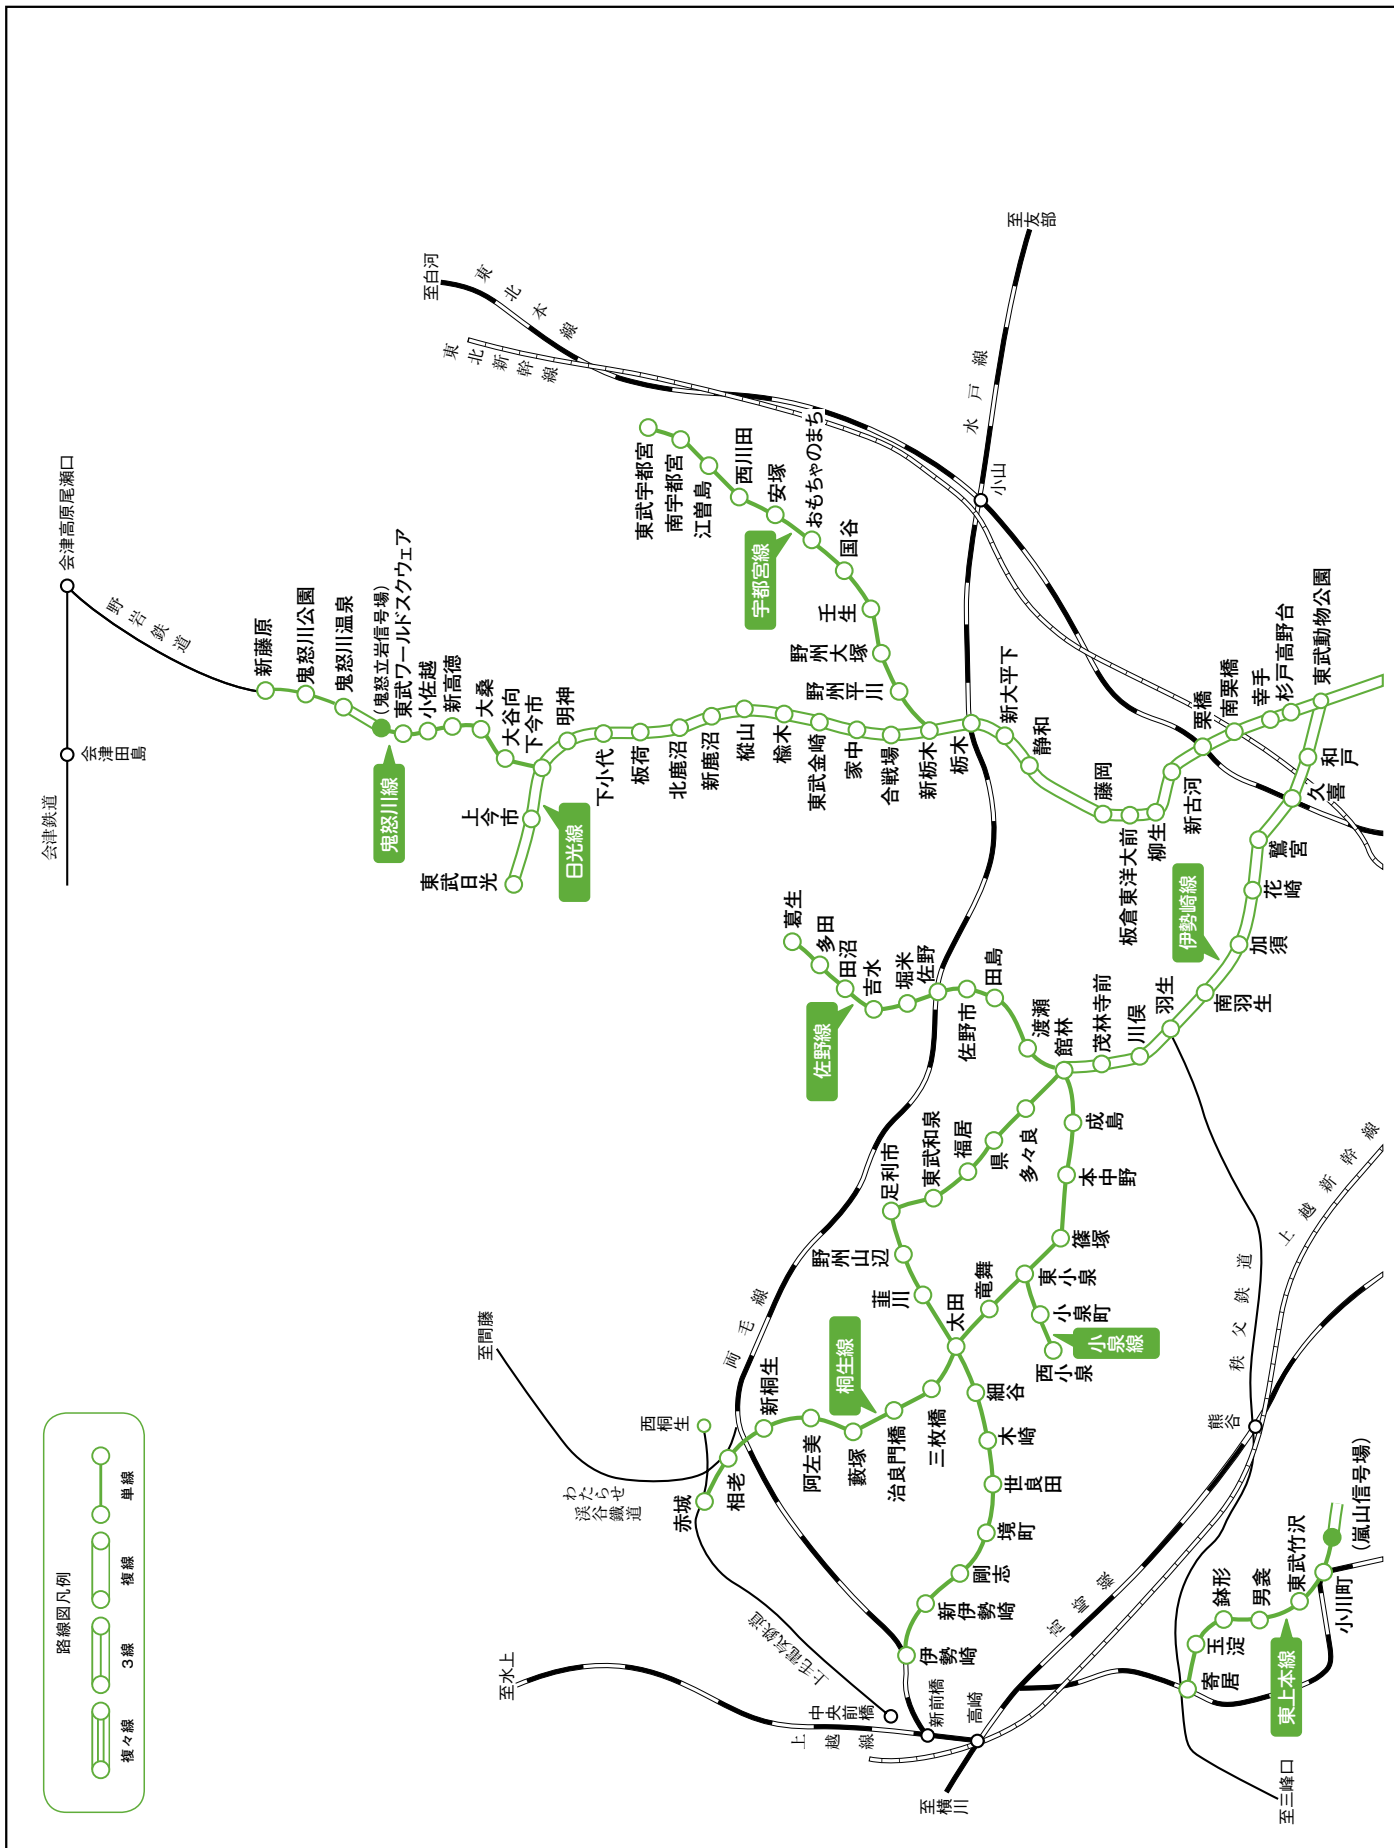 路線図凡例
複々線
3線
複線
単線
会津鉄道
会津田島
会津高原尾瀬口
野岩鉄道
新藤原
鬼怒川公園
鬼怒川温泉
(鬼怒立岩信号場)
東武ワールドスクウェア
小佐越
新高徳
大桑
大谷向
下今市
鬼怒川線
上今市
東武日光
日光線
明神
下小代
板荷
北鹿沼
新鹿沼
樅山
楡木
東武金崎
家中
合戦場
新栃木
栃木
新大平下
静和
藤岡
板倉東洋大前
柳生
新古河
栗橋
南栗橋
幸手
杉戸高野台
東武動物公園
東武宇都宮
南宇都宮
江曽島
西川田
安塚
おもちゃのまち
国谷
壬生
野州大塚
野州平川
宇都宮線
至白河
東北本線
東北新幹線
至友部
水戸線
小山
和戸
久喜
鷲宮
花崎
加須
南羽生
羽生
川俣
茂林寺前
館林
伊勢崎線
葛生
多田
田沼
吉水
堀米
佐野
佐野市
田島
渡瀬
佐野線
多々良
県
福居
東武和泉
足利市
野州山辺
韮川
太田
成島
本中野
篠塚
東小泉
竜舞
小泉町
西小泉
小泉線
細谷
木崎
世良田
境町
剛志
新伊勢崎
伊勢崎
三枚橋
治良門橋
藪塚
阿左美
新桐生
相老
赤城
桐生線
西桐生
至間藤
わたらせ
渓谷鐵道
両毛線
上毛電気鉄道
中央前橋
至水上
上越線
新前橋
高崎
至横川
高崎線
熊谷
秩父鉄道
上越新幹線
至三峰口
寄居
玉淀
鉢形
男衾
東武竹沢
小川町
(嵐山信号場)
東上本線